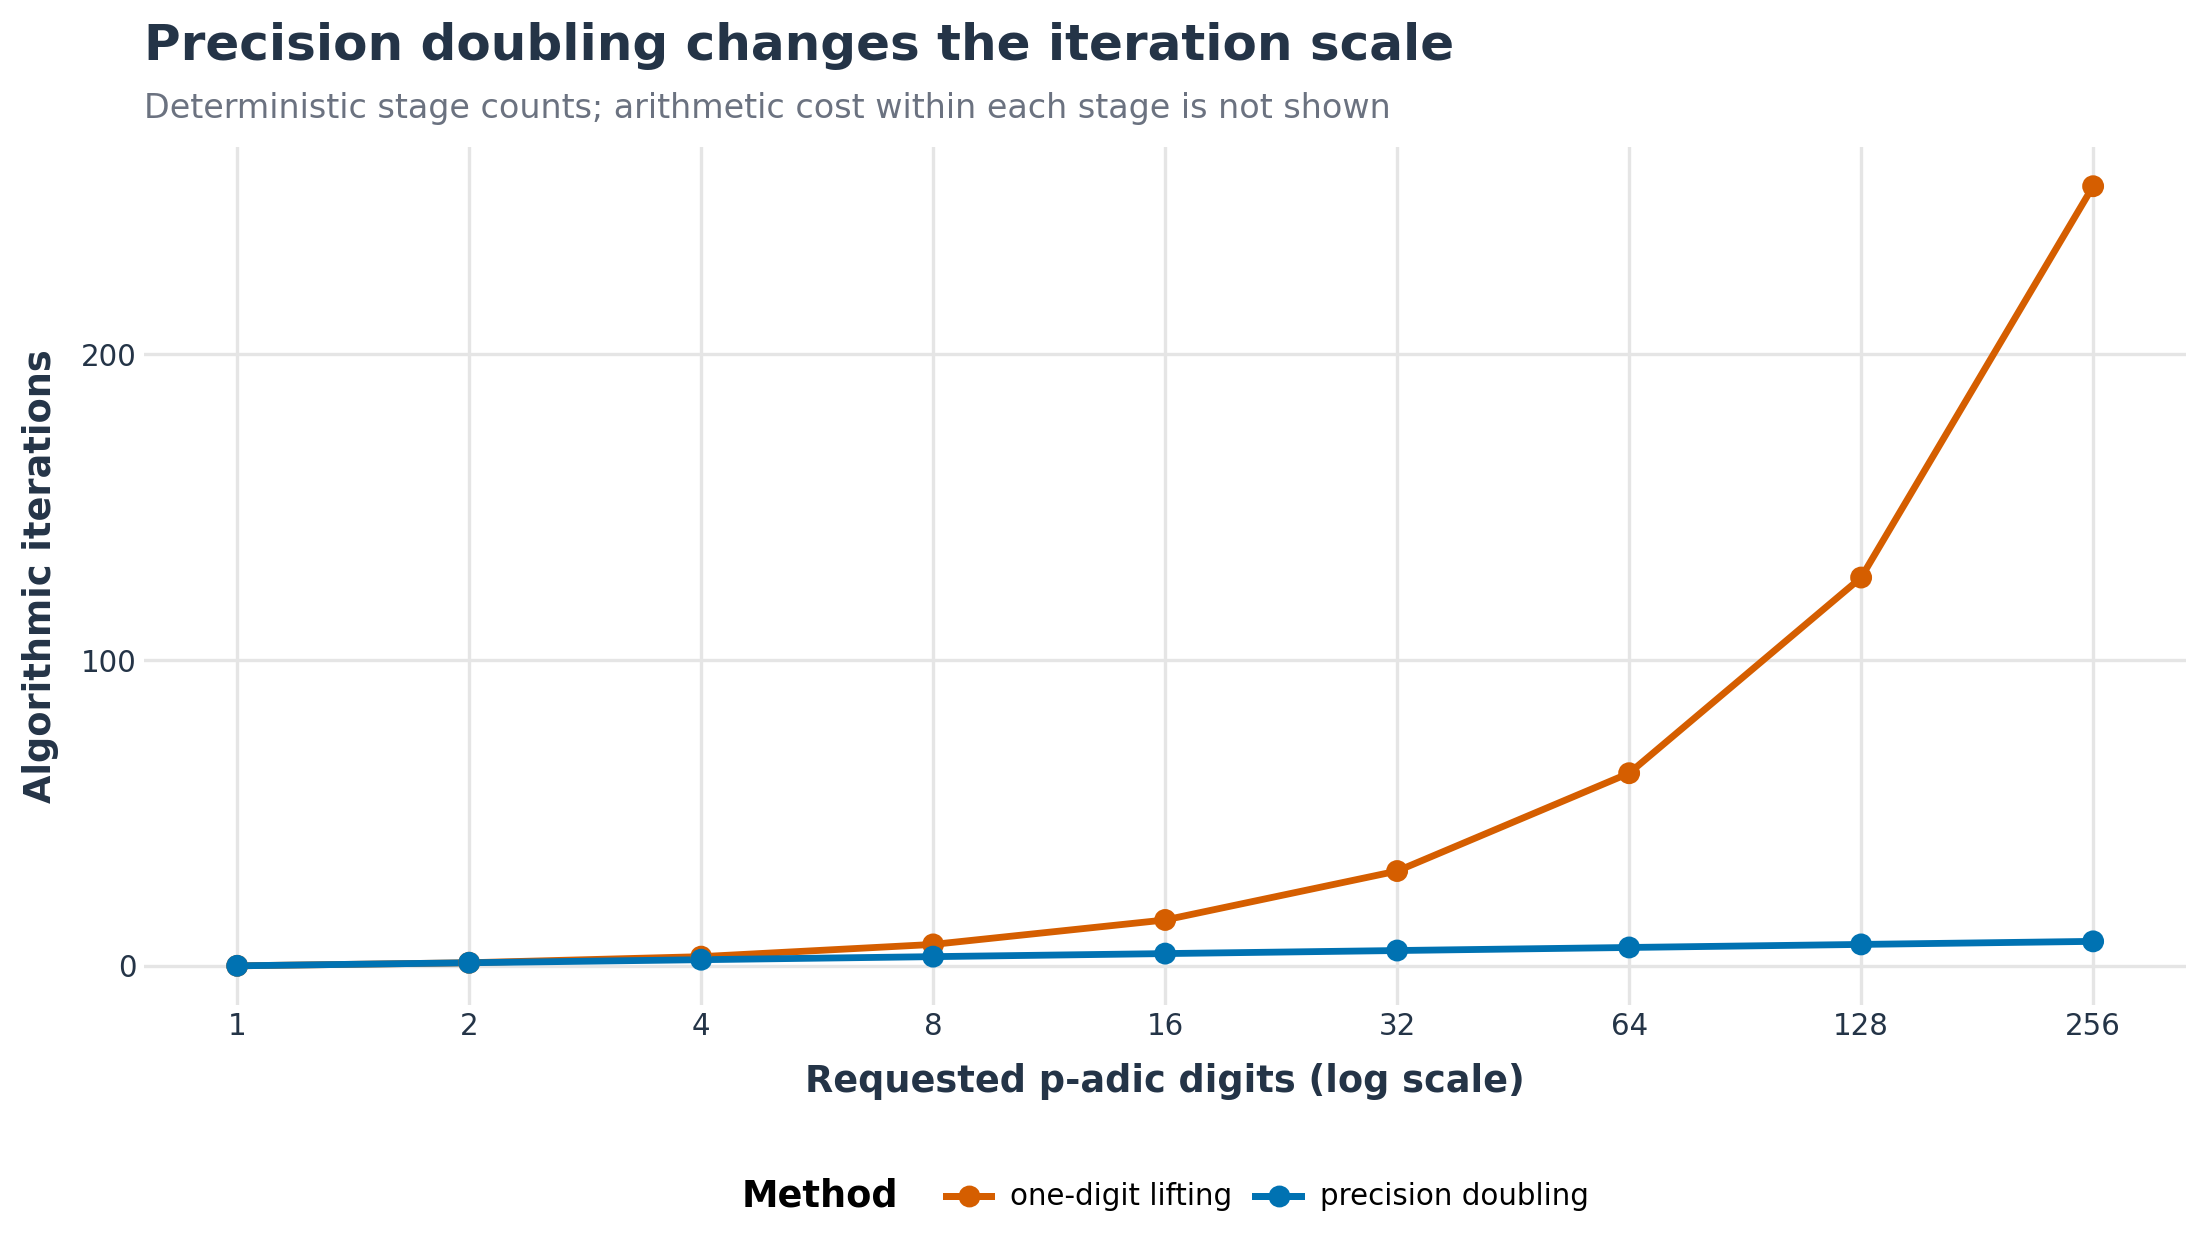 Precision doubling changes the iteration scale
Deterministic stage counts; arithmetic cost within each stage is not shown
Algorithmic iterations
200
100
0
1 2 4 8 16 32 64 128 256
Requested p-adic digits (log scale)
Method one-digit lifting precision doubling